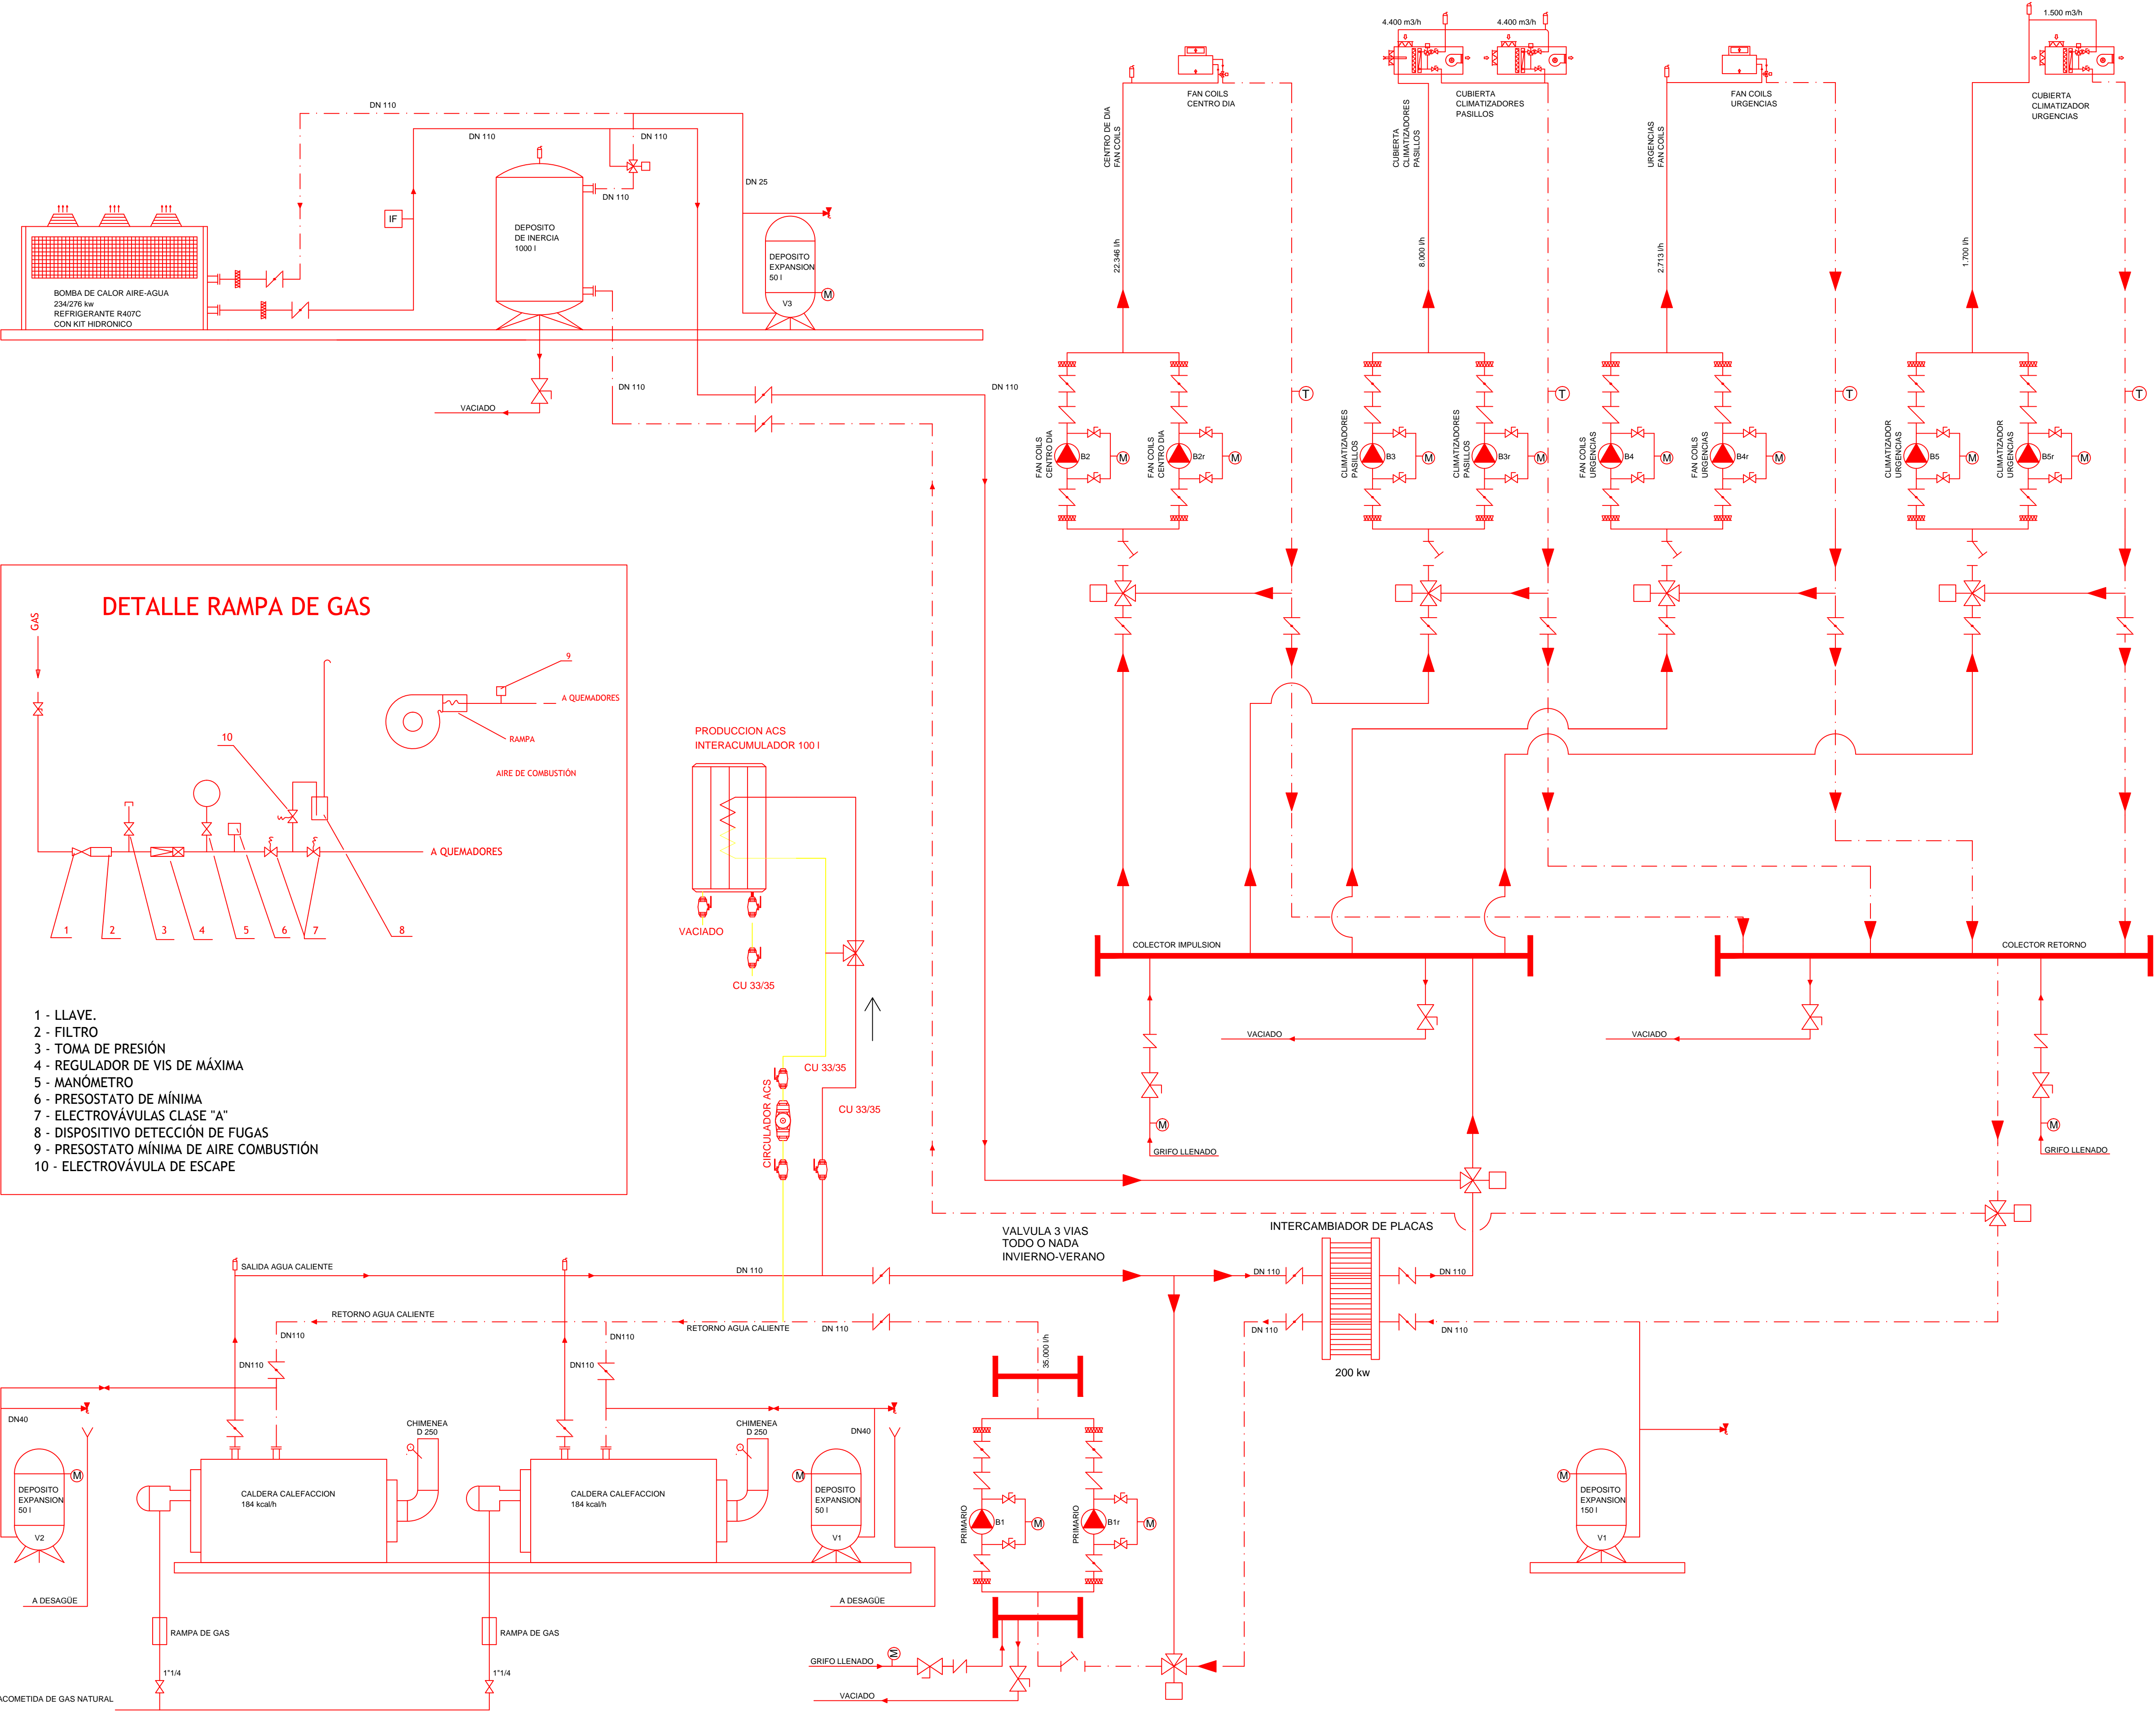 4.400 m3/h
4.400 m3/h
1.500 m3/h
FAN COILS
CENTRO DIA
CUBIERTA
CLIMATIZADORES
PASILLOS
FAN COILS
URGENCIAS
CUBIERTA
CLIMATIZADOR
URGENCIAS
CENTRO DE DIA
FAN COILS
CUBIERTA
CLIMATIZADORES
PASILLOS
URGENCIAS
FAN COILS
22.346 l/h
8.000 l/h
2.713 l/h
1.700 l/h
DN 110
DN 110
DN 110
DN 110
DN 25
IF
DEPOSITO
DE INERCIA
1000 l
DEPOSITO
EXPANSION
50 l
V3
M
BOMBA DE CALOR AIRE-AGUA
234/276 kw
REFRIGERANTE R407C
CON KIT HIDRONICO
VACIADO
DN 110
DN 110
T
T
T
T
FAN COILS
CENTRO DIA
B2
M
FAN COILS
CENTRO DIA
B2r
M
CLIMATIZADORES
PASILLOS
B3
M
CLIMATIZADORES
PASILLOS
B3r
M
FAN COILS
URGENCIAS
B4
M
FAN COILS
URGENCIAS
B4r
M
CLIMATIZADOR
URGENCIAS
B5
M
CLIMATIZADOR
URGENCIAS
B5r
M
DETALLE RAMPA DE GAS
GAS
9
A QUEMADORES
RAMPA
AIRE DE COMBUSTIÓN
10
A QUEMADORES
1
2
3
4
5
6
7
8
1 - LLAVE.
2 - FILTRO
3 - TOMA DE PRESIÓN
4 - REGULADOR DE VIS DE MÁXIMA
5 - MANÓMETRO
6 - PRESOSTATO DE MÍNIMA
7 - ELECTROVÁVULAS CLASE "A"
8 - DISPOSITIVO DETECCIÓN DE FUGAS
9 - PRESOSTATO MÍNIMA DE AIRE COMBUSTIÓN
10 - ELECTROVÁVULA DE ESCAPE
PRODUCCION ACS
INTERACUMULADOR 100 l
VACIADO
CU 33/35
CU 33/35
CU 33/35
CIRCULADOR ACS
COLECTOR IMPULSION
COLECTOR RETORNO
VACIADO
VACIADO
M
GRIFO LLENADO
M
GRIFO LLENADO
VALVULA 3 VIAS
TODO O NADA
INVIERNO-VERANO
INTERCAMBIADOR DE PLACAS
SALIDA AGUA CALIENTE
DN 110
DN 110
DN 110
RETORNO AGUA CALIENTE
RETORNO AGUA CALIENTE
DN 110
DN 110
DN 110
DN110
DN110
DN110
DN110
35.000 l/h
200 kw
DN40
CHIMENEA
D 250
CHIMENEA
D 250
DN40
M
DEPOSITO
EXPANSION
50 l
V2
CALDERA CALEFACCION
184 kcal/h
CALDERA CALEFACCION
184 kcal/h
M
DEPOSITO
EXPANSION
50 l
V1
PRIMARIO
B1
M
PRIMARIO
B1r
M
M
DEPOSITO
EXPANSION
150 l
V1
A DESAGÜE
A DESAGÜE
RAMPA DE GAS
RAMPA DE GAS
1"1/4
1"1/4
GRIFO LLENADO
M
VACIADO
ACOMETIDA DE GAS NATURAL